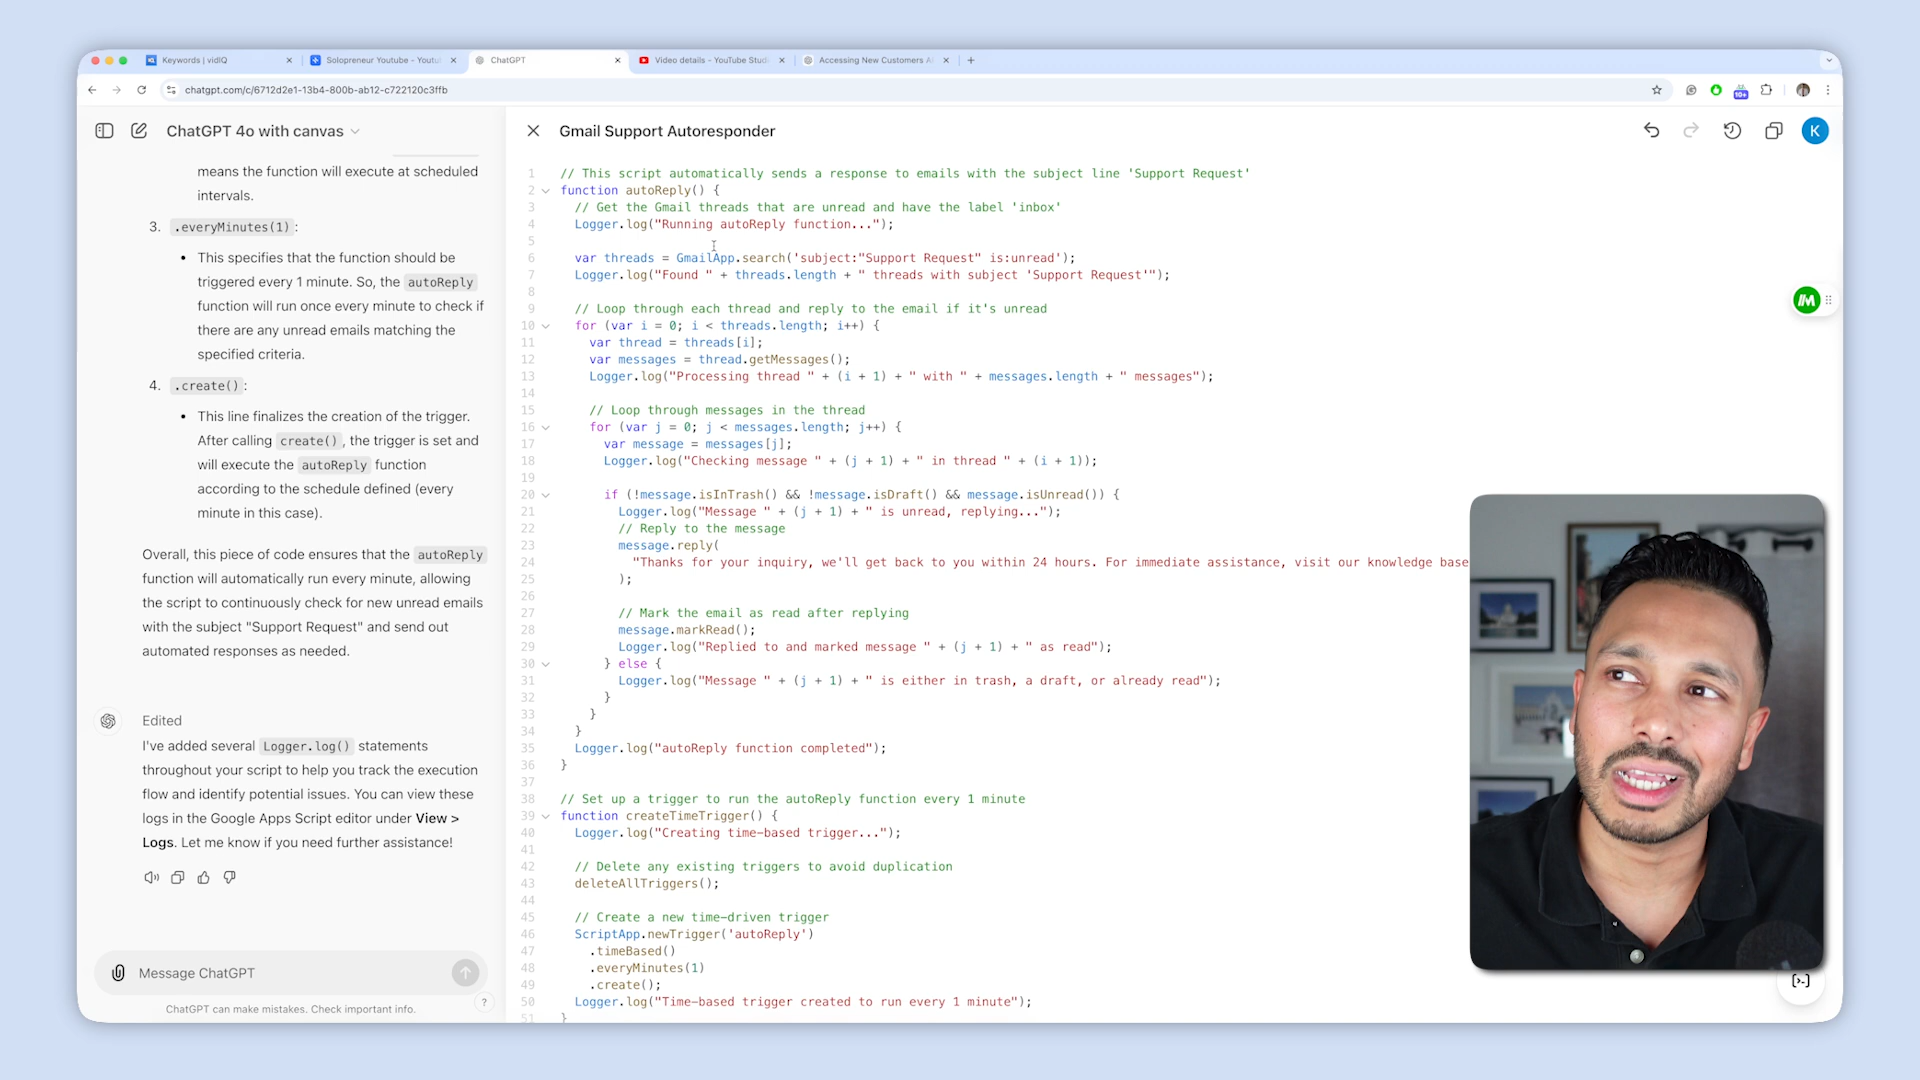 Keywords | vidIQ
Solopreneur Youtube - Youtu
ChatGPT
Video details - YouTube Stud
Accessing New Customers A
chatgpt.com/c/6712d2e1-13b4-800b-ab12-c722120c3ffb
10+
ChatGPT 4o with canvas
means the function will execute at scheduled
intervals.
3. .everyMinutes(1) :
• This specifies that the function should be
triggered every 1 minute. So, the autoReply
function will run once every minute to check if
there are any unread emails matching the
specified criteria.
4. .create() :
• This line finalizes the creation of the trigger.
After calling create() , the trigger is set and
will execute the autoReply function
according to the schedule defined (every
minute in this case).
Overall, this piece of code ensures that the autoReply
function will automatically run every minute, allowing
the script to continuously check for new unread emails
with the subject "Support Request" and send out
automated responses as needed.
Edited
I've added several Logger.log() statements
throughout your script to help you track the execution
flow and identify potential issues. You can view these
logs in the Google Apps Script editor under View >
Logs. Let me know if you need further assistance!
Message ChatGPT
ChatGPT can make mistakes. Check important info.
?
Gmail Support Autoresponder
K
1 // This script automatically sends a response to emails with the subject line 'Support Request'
2 function autoReply() {
3 // Get the Gmail threads that are unread and have the label 'inbox'
4 Logger.log("Running autoReply function...");
5
6 var threads = GmailApp.search('subject:"Support Request" is:unread');
7 Logger.log("Found " + threads.length + " threads with subject 'Support Request'");
8
9 // Loop through each thread and reply to the email if it's unread
10 for (var i = 0; i < threads.length; i++) {
11 var thread = threads[i];
12 var messages = thread.getMessages();
13 Logger.log("Processing thread " + (i + 1) + " with " + messages.length + " messages");
14
15 // Loop through messages in the thread
16 for (var j = 0; j < messages.length; j++) {
17 var message = messages[j];
18 Logger.log("Checking message " + (j + 1) + " in thread " + (i + 1));
19
20 if (!message.isInTrash() && !message.isDraft() && message.isUnread()) {
21 Logger.log("Message " + (j + 1) + " is unread, replying...");
22 // Reply to the message
23 message.reply(
24 "Thanks for your inquiry, we'll get back to you within 24 hours. For immediate assistance, visit our knowledge base
25 );
26
27 // Mark the email as read after replying
28 message.markRead();
29 Logger.log("Replied to and marked message " + (j + 1) + " as read");
30 } else {
31 Logger.log("Message " + (j + 1) + " is either in trash, a draft, or already read");
32 }
33 }
34 }
35 Logger.log("autoReply function completed");
36 }
37
38 // Set up a trigger to run the autoReply function every 1 minute
39 function createTimeTrigger() {
40 Logger.log("Creating time-based trigger...");
41
42 // Delete any existing triggers to avoid duplication
43 deleteAllTriggers();
44
45 // Create a new time-driven trigger
46 ScriptApp.newTrigger('autoReply')
47 .timeBased()
48 .everyMinutes(1)
49 .create();
50 Logger.log("Time-based trigger created to run every 1 minute");
51 }